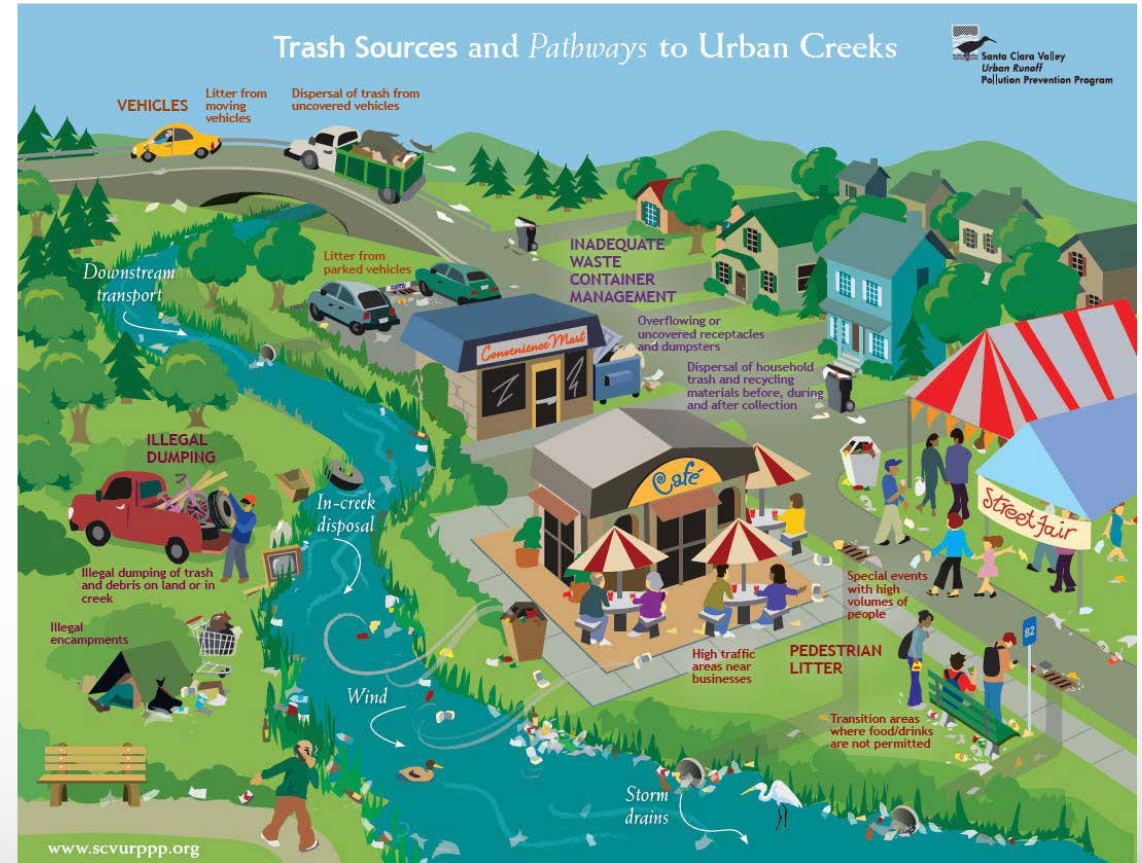 Trash Sources and Pathways to Urban Creeks
Santa Clara Valley
Urban Runoff
Pollution Prevention Program
VEHICLES
Litter from
moving
vehicles
Dispersal of trash from
uncovered vehicles
Downstream
transport
Litter from
parked vehicles
INADEQUATE
WASTE
CONTAINER
MANAGEMENT
Overflowing or
uncovered receptacles
and dumpsters
Dispersal of household
trash and recycling
materials before, during
and after collection
Convenience Mart
ILLEGAL
DUMPING
In-creek
disposal
Café
Street fair
Illegal dumping of trash
and debris on land or in
creek
Illegal
encampments
Special events
with high
volumes of
people
82
High traffic
areas near
businesses
PEDESTRIAN
LITTER
Wind
Transition areas
where food/drinks
are not permitted
Storm
drains
www.scvurppp.org